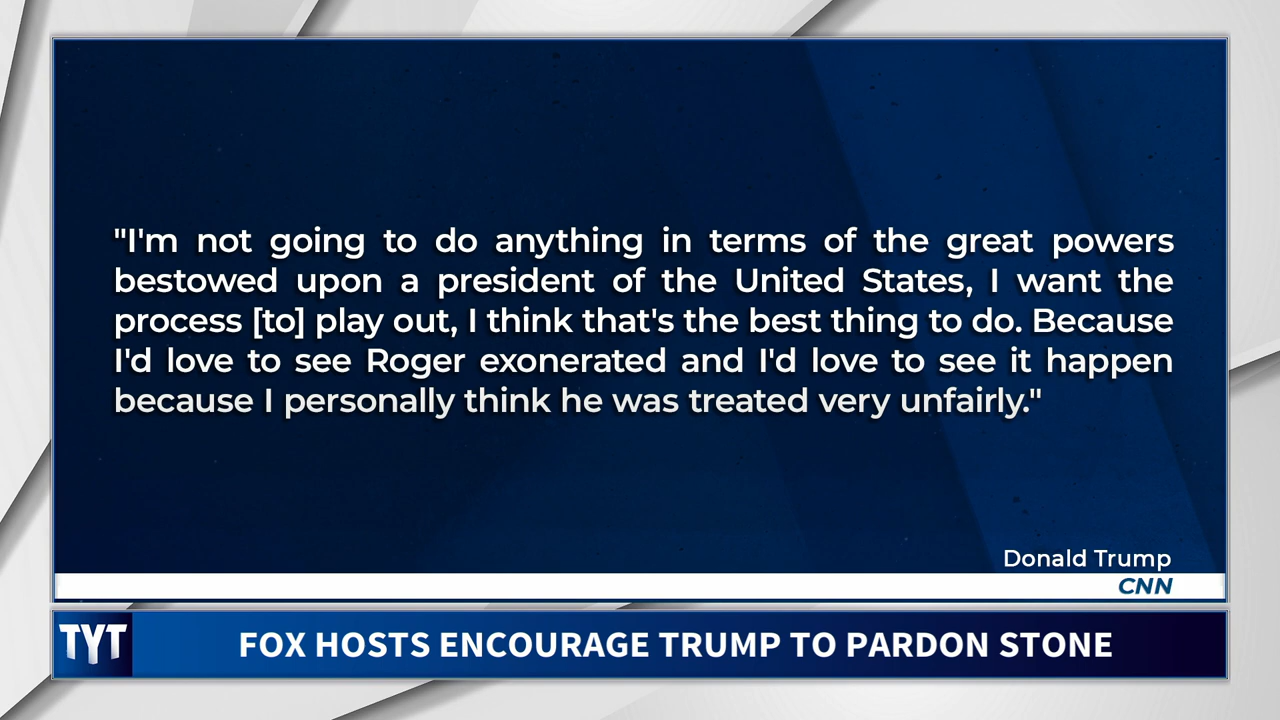 "I'm not going to do anything in terms of the great powers
bestowed upon a president of the United States, I want the
process [to] play out, I think that's the best thing to do. Because
I'd love to see Roger exonerated and I'd love to see it happen
because I personally think he was treated very unfairly."
Donald Trump
CNN
TYT
FOX HOSTS ENCOURAGE TRUMP TO PARDON STONE